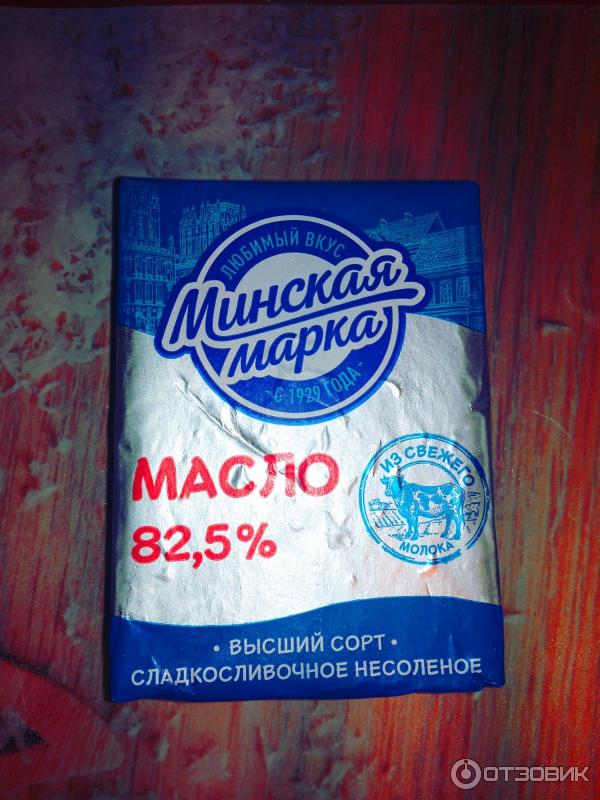 ЛЮБИМЫЙ ВКУС
Минская
марка
- С 1929 ГОДА -
МАСЛО
82,5%
ИЗ СВЕЖЕГО
МОЛОКА
• ВЫСШИЙ СОРТ •
СЛАДКОСЛИВОЧНОЕ НЕСОЛЕНОЕ
ОТЗОВИК